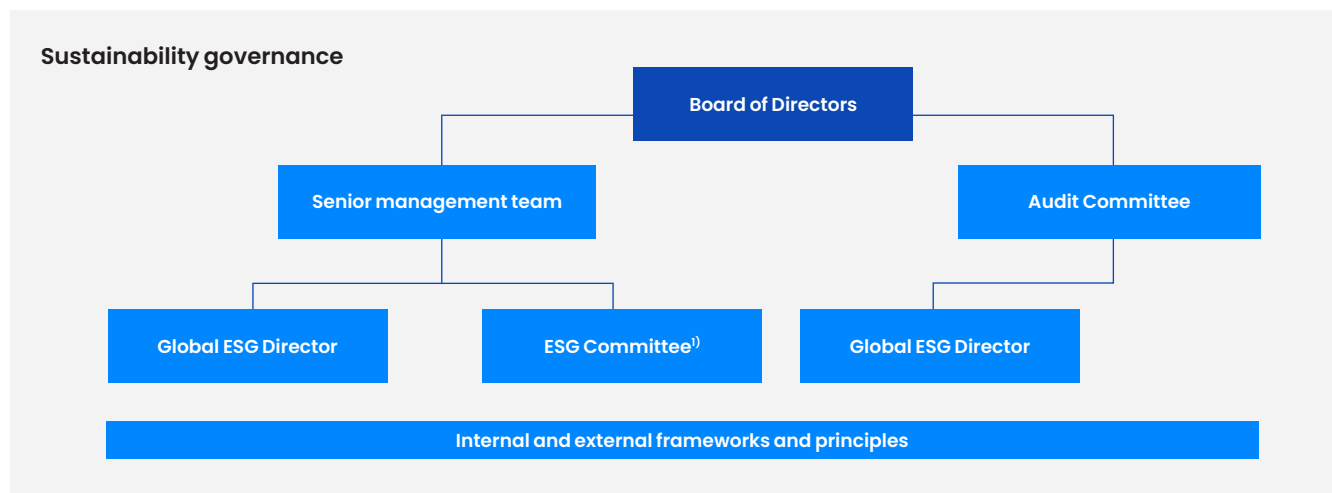 Sustainability governance
Board of Directors
Senior management team
Audit Committee
Global ESG Director
ESG Committee¹⁾
Global ESG Director
Internal and external frameworks and principles